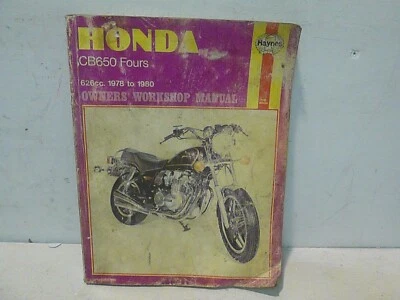 HONDA
Haynes
CB650 Fours
626cc. 1978 to 1980
OWNERS WORKSHOP MANUAL